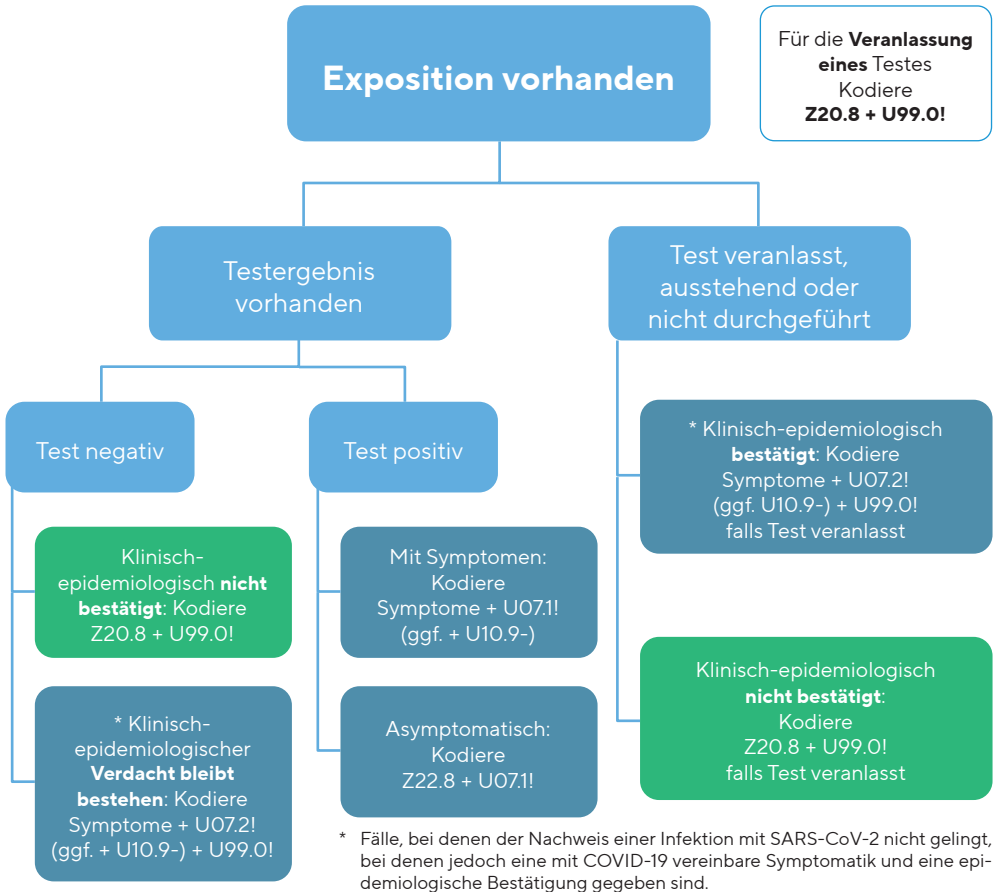 Exposition vorhanden
Für die Veranlassung
eines Testes
Kodiere
Z20.8 + U99.0!
Testergebnis
vorhanden
Test veranlasst,
ausstehend oder
nicht durchgeführt
Test negativ
Test positiv
* Klinisch-epidemiologisch
bestätigt: Kodiere
Symptome + U07.2!
(ggf. U10.9-) + U99.0!
falls Test veranlasst
Klinisch-
epidemiologisch nicht
bestätigt: Kodiere
Z20.8 + U99.0!
Mit Symptomen:
Kodiere
Symptome + U07.1!
(ggf. + U10.9-)
Klinisch-epidemiologisch
nicht bestätigt:
Kodiere
Z20.8 + U99.0!
falls Test veranlasst
* Klinisch-
epidemiologischer
Verdacht bleibt
bestehen: Kodiere
Symptome + U07.2!
(ggf. + U10.9-) + U99.0!
Asymptomatisch:
Kodiere
Z22.8 + U07.1!
* Fälle, bei denen der Nachweis einer Infektion mit SARS-CoV-2 nicht gelingt,
bei denen jedoch eine mit COVID-19 vereinbare Symptomatik und eine epi-
demiologische Bestätigung gegeben sind.